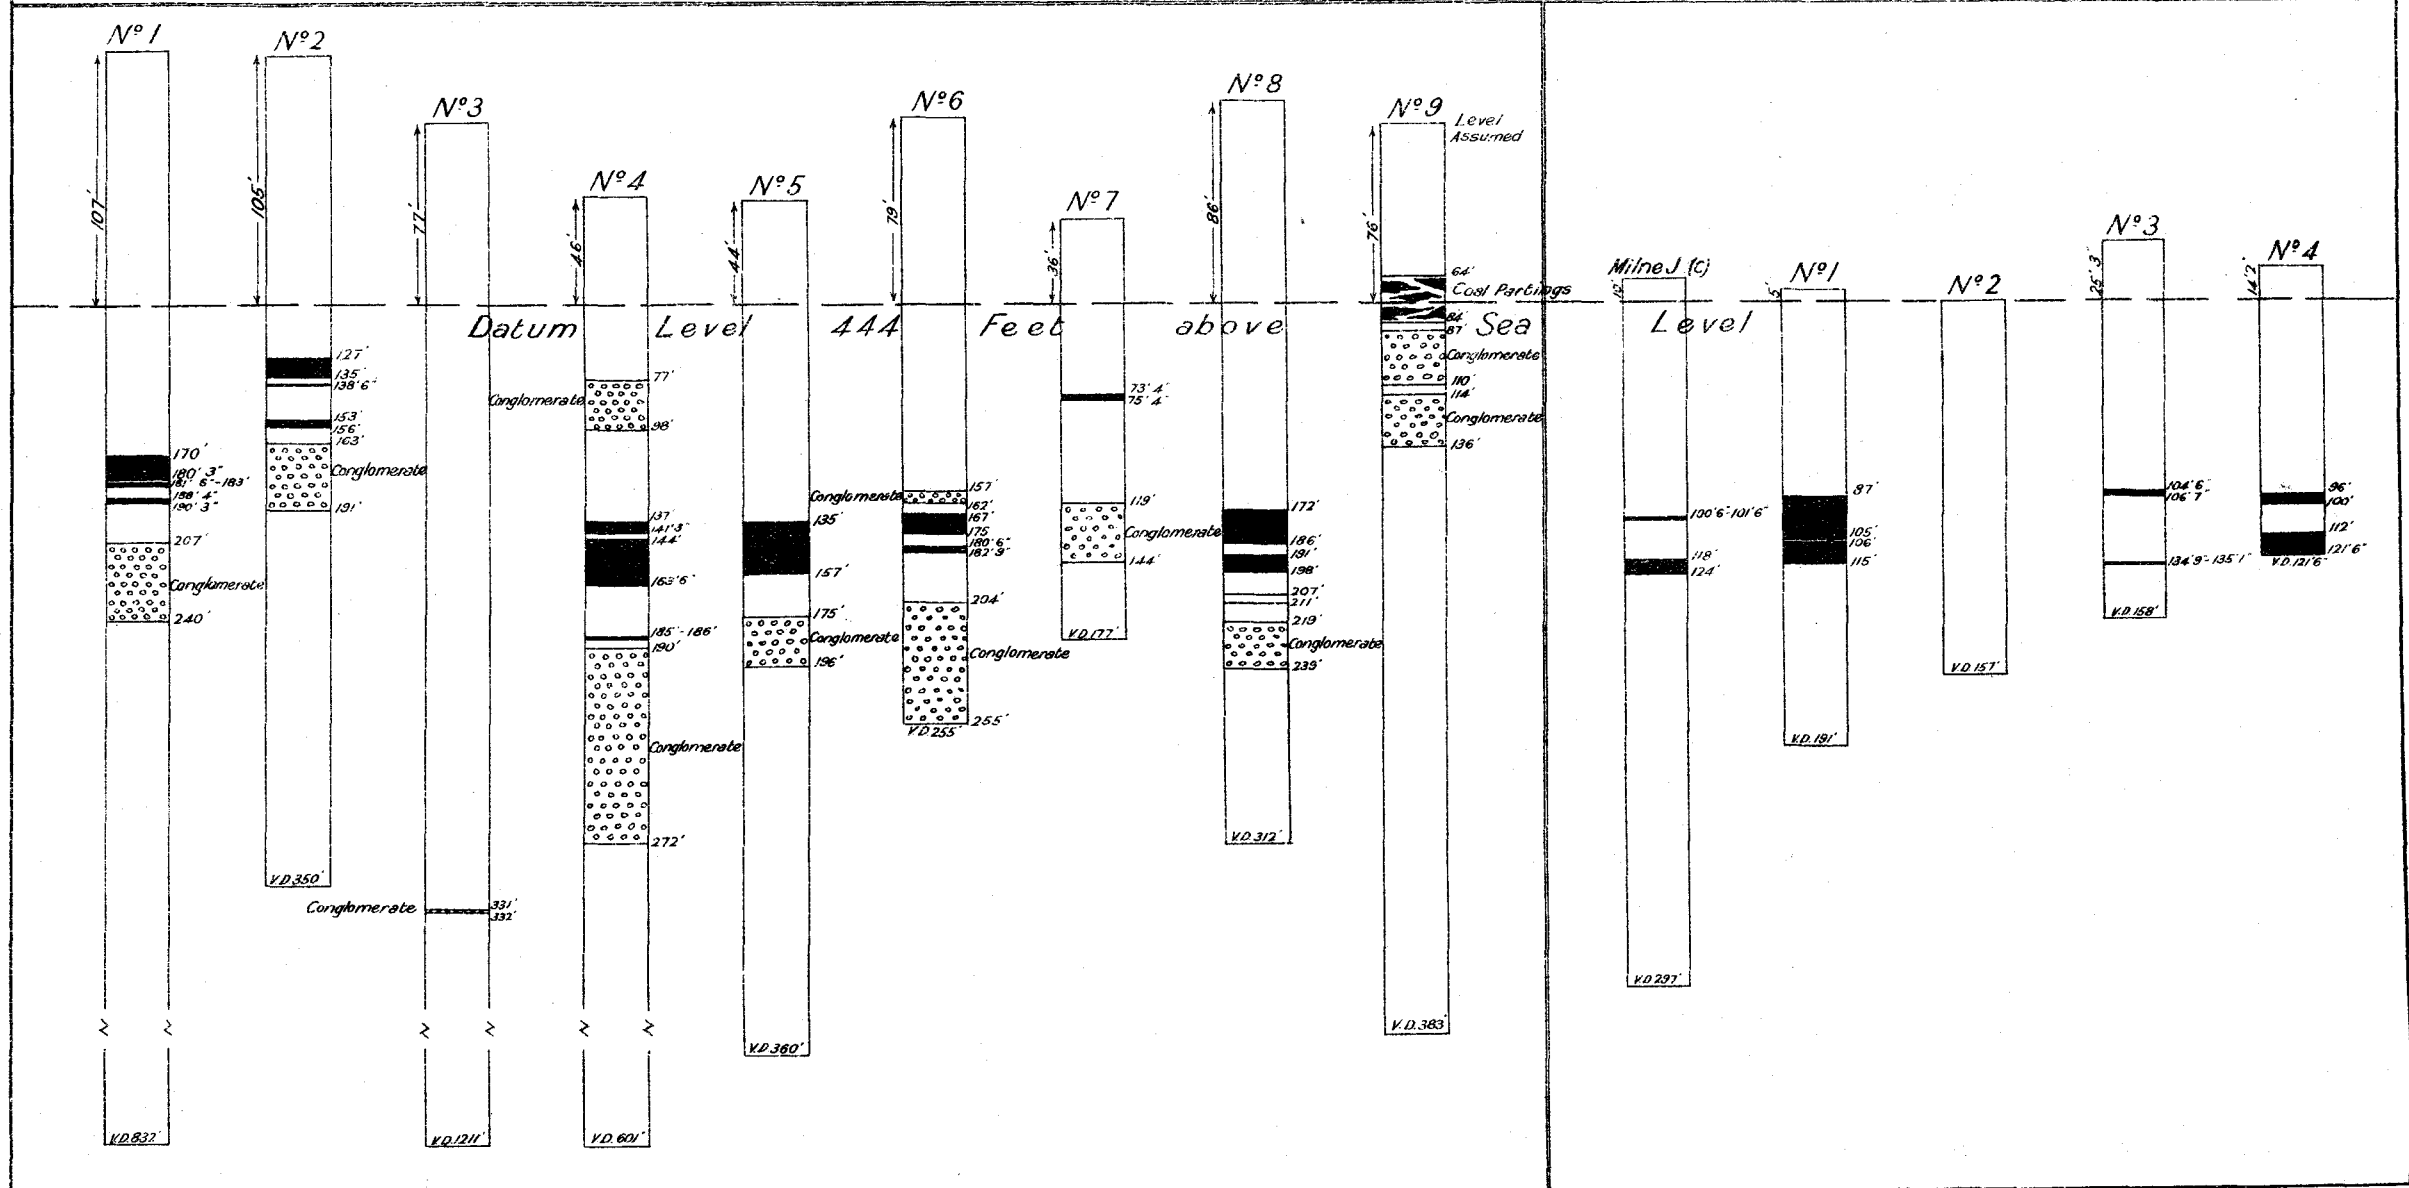 Nº 1
107'
170'
180' 3"
181' 6"-183'
188' 4"
190' 3"
207'
Conglomerate
240'
V.D.832'
Nº 2
105'
127'
135'
138' 6"
153'
156'
163'
Conglomerate
191'
V.D.350'
Nº 3
77'
Conglomerate
331'
332'
V.D.1211'
Nº 4
46'
77'
Conglomerate
98'
137'
141' 3"
144'
163' 6"
185'-186'
190'
Conglomerate
272'
V.D.601'
Nº 5
44'
135'
157'
175'
Conglomerate
196'
V.D.360'
Nº 6
79'
157'
Conglomerate
162'
167'
175
180' 6"
182' 9"
204'
Conglomerate
255'
V.D.255'
Nº 7
36'
73' 4"
75' 4"
119'
Conglomerate
144'
V.D.177'
Nº 8
86'
172'
186'
191'
198'
207'
211'
219'
Conglomerate
239'
V.D.312'
Nº 9
Level
Assumed
76'
64'
Coal Partings
84'
87'
Conglomerate
110'
114'
Conglomerate
136'
V.D.383'
Datum Level 444 Feet above Sea Level
Milne J (c)
100' 6"-101' 6"
118'
124'
V.D.297'
Nº 1
5'
87'
105'
106'
115'
V.D.191'
Nº 2
V.D.157'
Nº 3
25' 3"
104' 6"
106' 7"
134' 9"-135' 1"
V.D.158'
Nº 4
14' 2"
96'
100'
112'
121' 6"
V.D.121' 6"